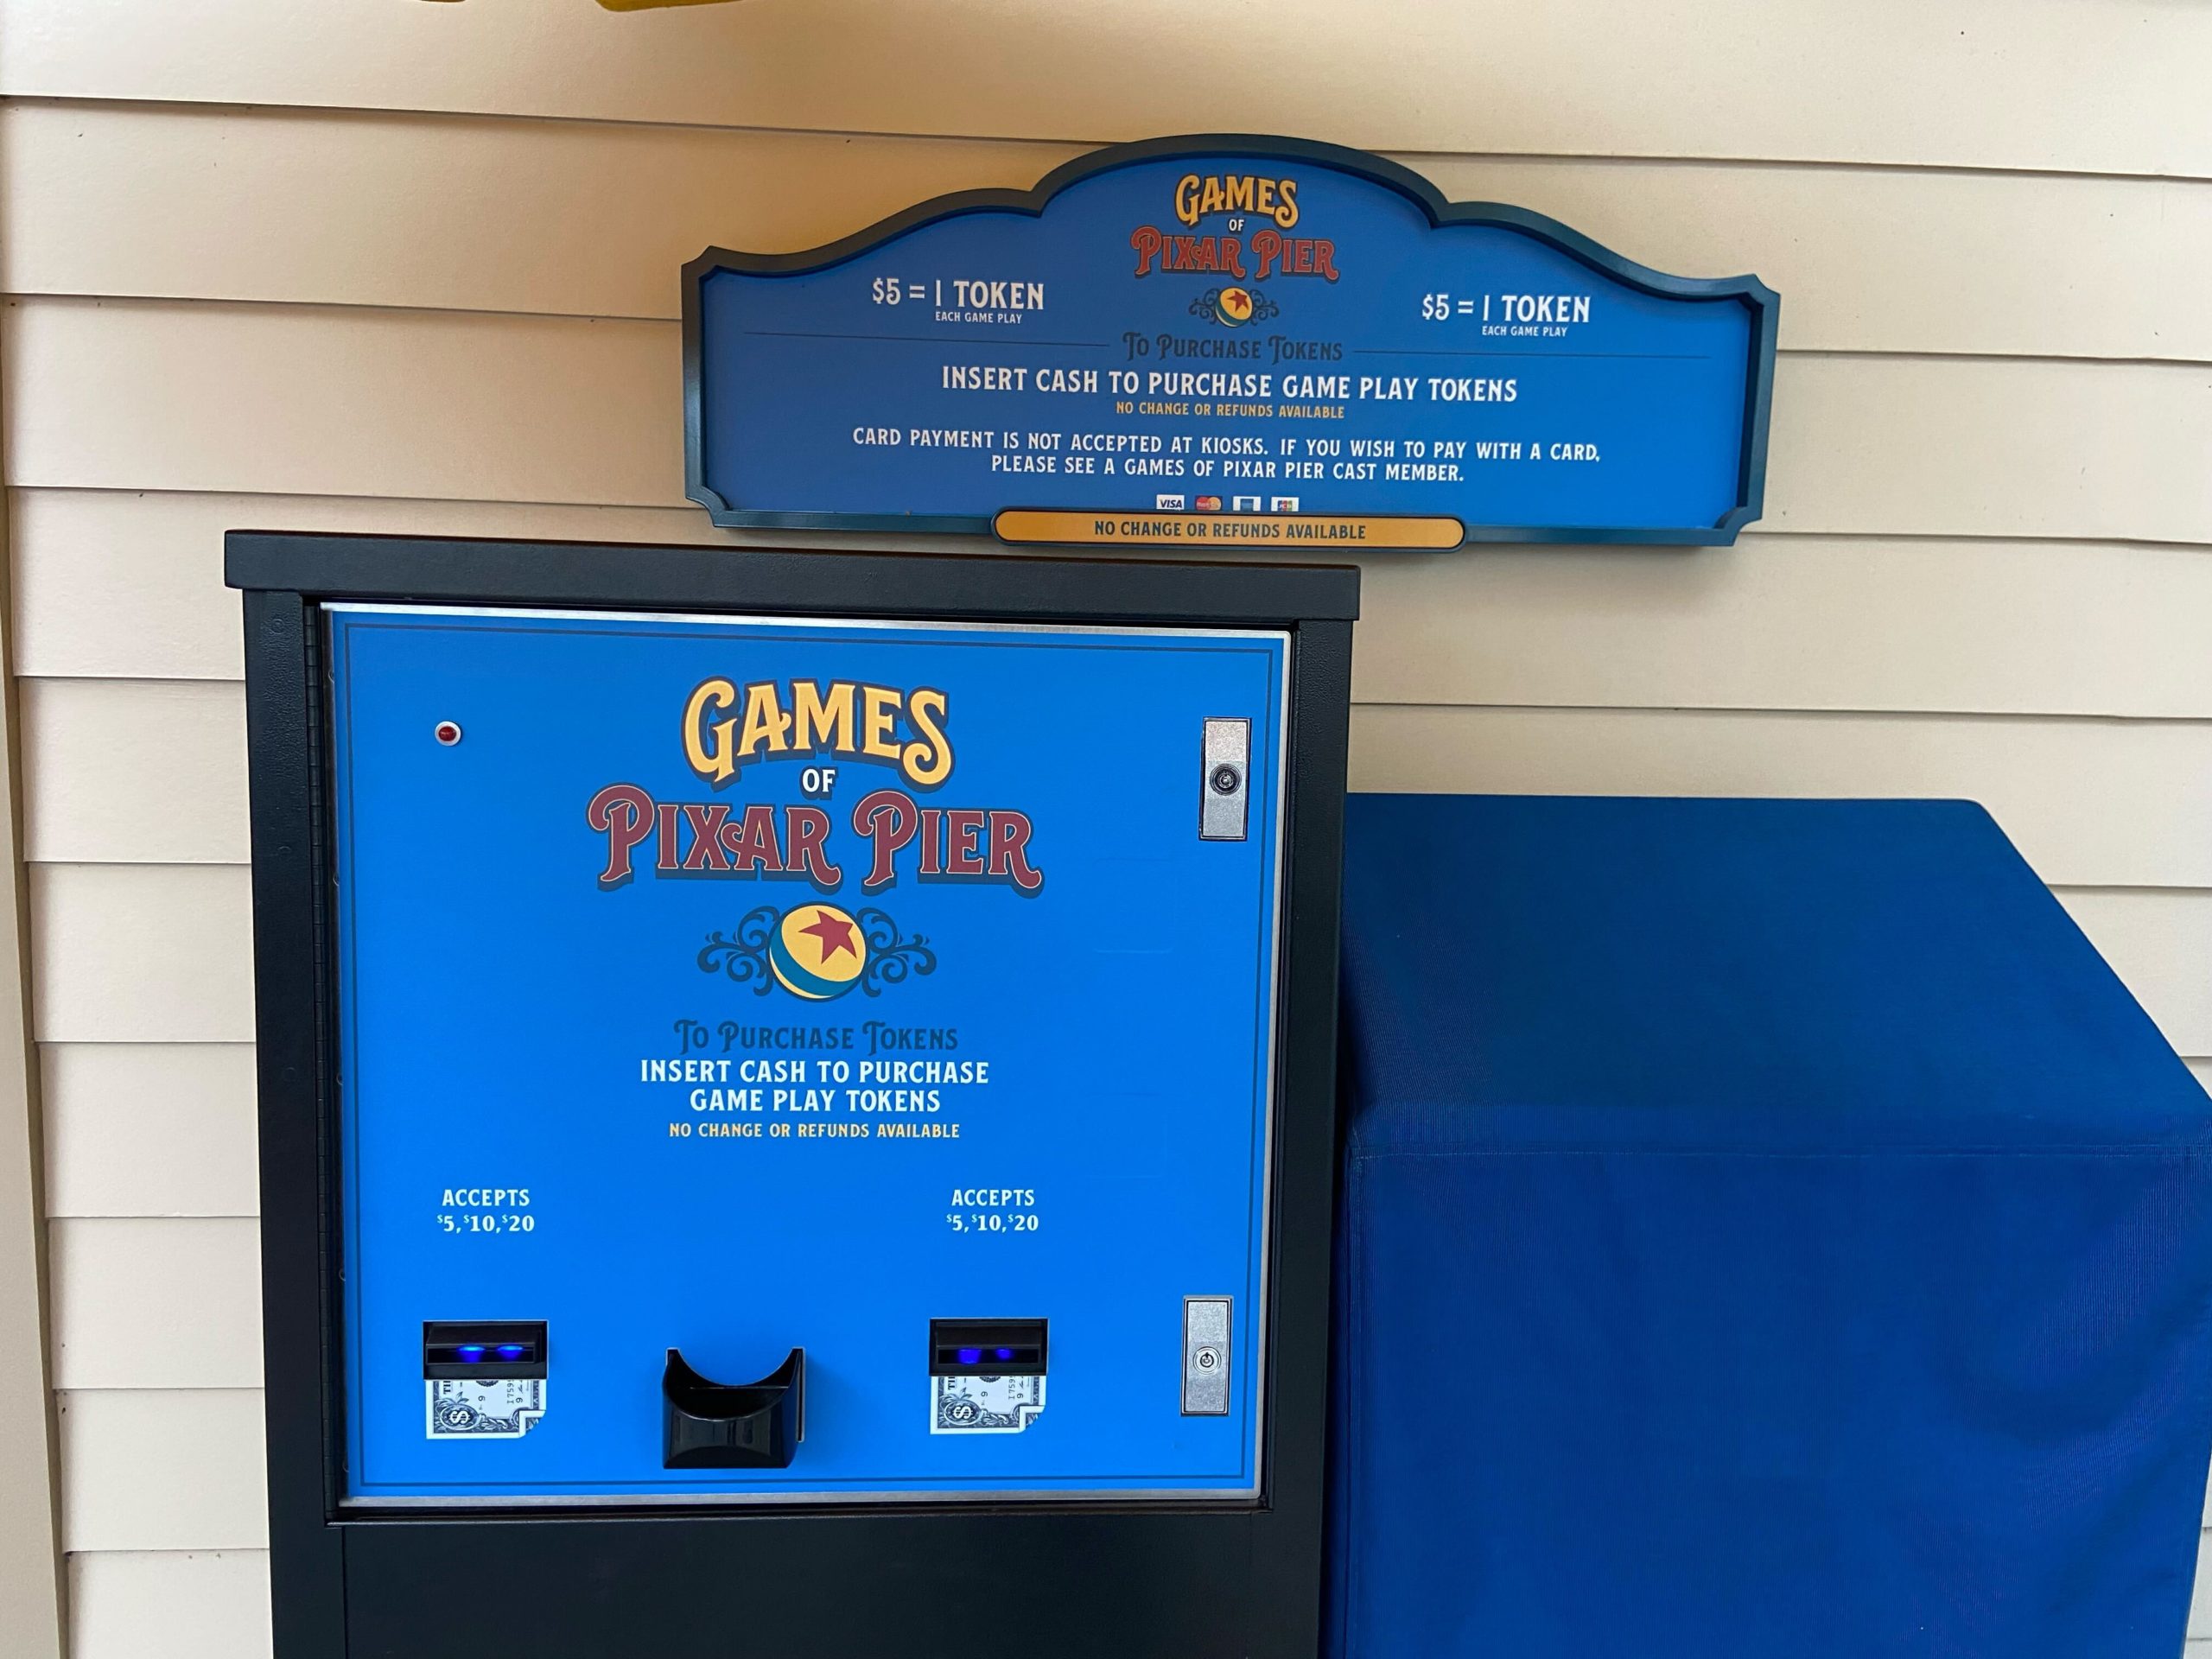 GAMES
OF
PIXAR PIER
$5 = 1 TOKEN
EACH GAME PLAY
$5 = 1 TOKEN
EACH GAME PLAY
TO PURCHASE TOKENS
INSERT CASH TO PURCHASE GAME PLAY TOKENS
NO CHANGE OR REFUNDS AVAILABLE
CARD PAYMENT IS NOT ACCEPTED AT KIOSKS. IF YOU WISH TO PAY WITH A CARD,
PLEASE SEE A GAMES OF PIXAR PIER CAST MEMBER.
VISA
NO CHANGE OR REFUNDS AVAILABLE
GAMES
OF
PIXAR PIER
TO PURCHASE TOKENS
INSERT CASH TO PURCHASE
GAME PLAY TOKENS
NO CHANGE OR REFUNDS AVAILABLE
ACCEPTS
$5, $10, $20
ACCEPTS
$5, $10, $20